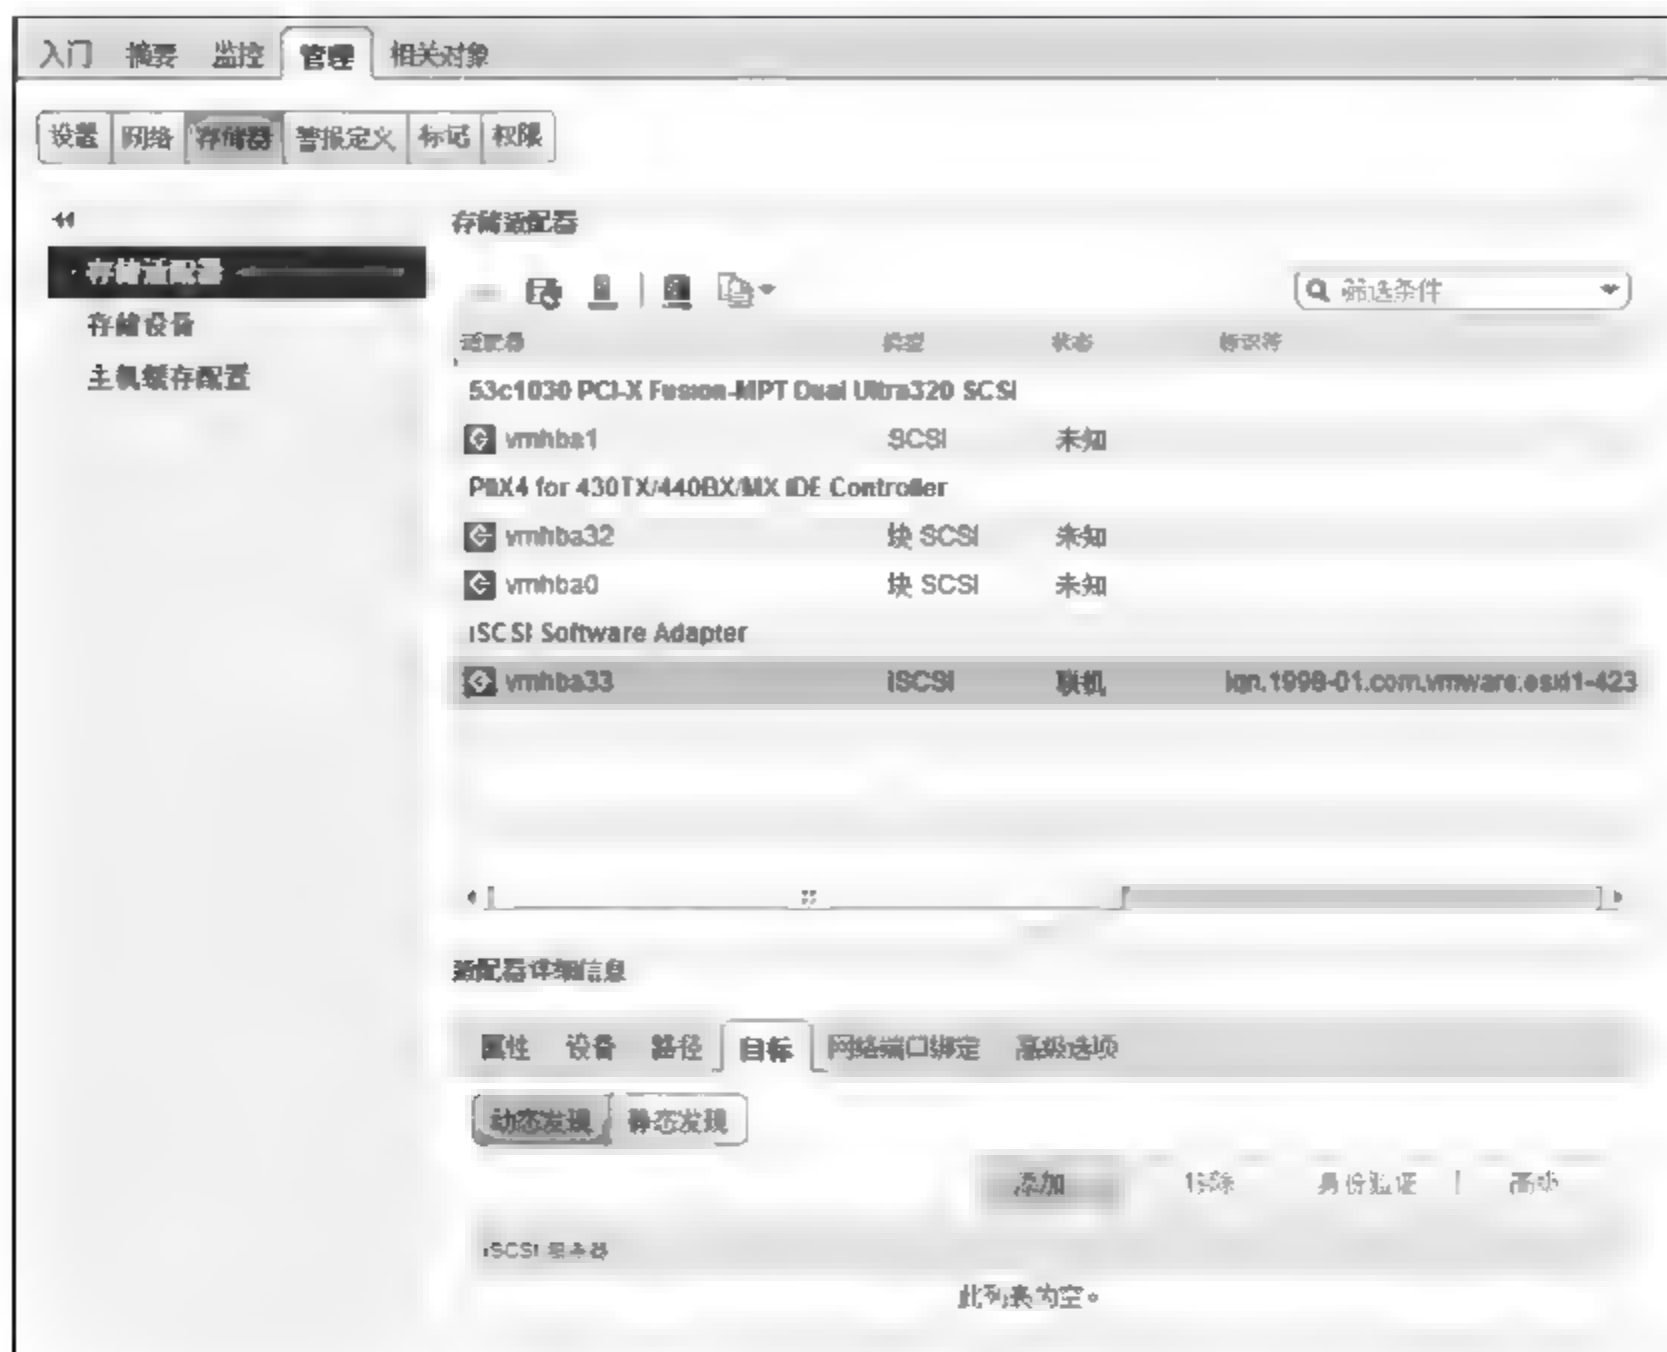 入门 摘要 监控 管理 相关对象
设置 网络 存储器 警报定义 标记 权限
存储适配器
存储适配器
筛选条件
存储设备
适配器 类型 状态 标识符
主机缓存配置
53c1030 PCI-X Fusion-MPT Dual Ultra320 SCSI
vmhba1 SCSI 未知
PIIX4 for 430TX/440BX/MX IDE Controller
vmhba32 块 SCSI 未知
vmhba0 块 SCSI 未知
iSCSI Software Adapter
vmhba33 iSCSI 联机 iqn.1998-01.com.vmware:esxi1-423
适配器详细信息
属性 设备 路径 目标 网络端口绑定 高级选项
动态发现 静态发现
添加 移除 身份验证 高级
iSCSI 服务器
此列表为空。